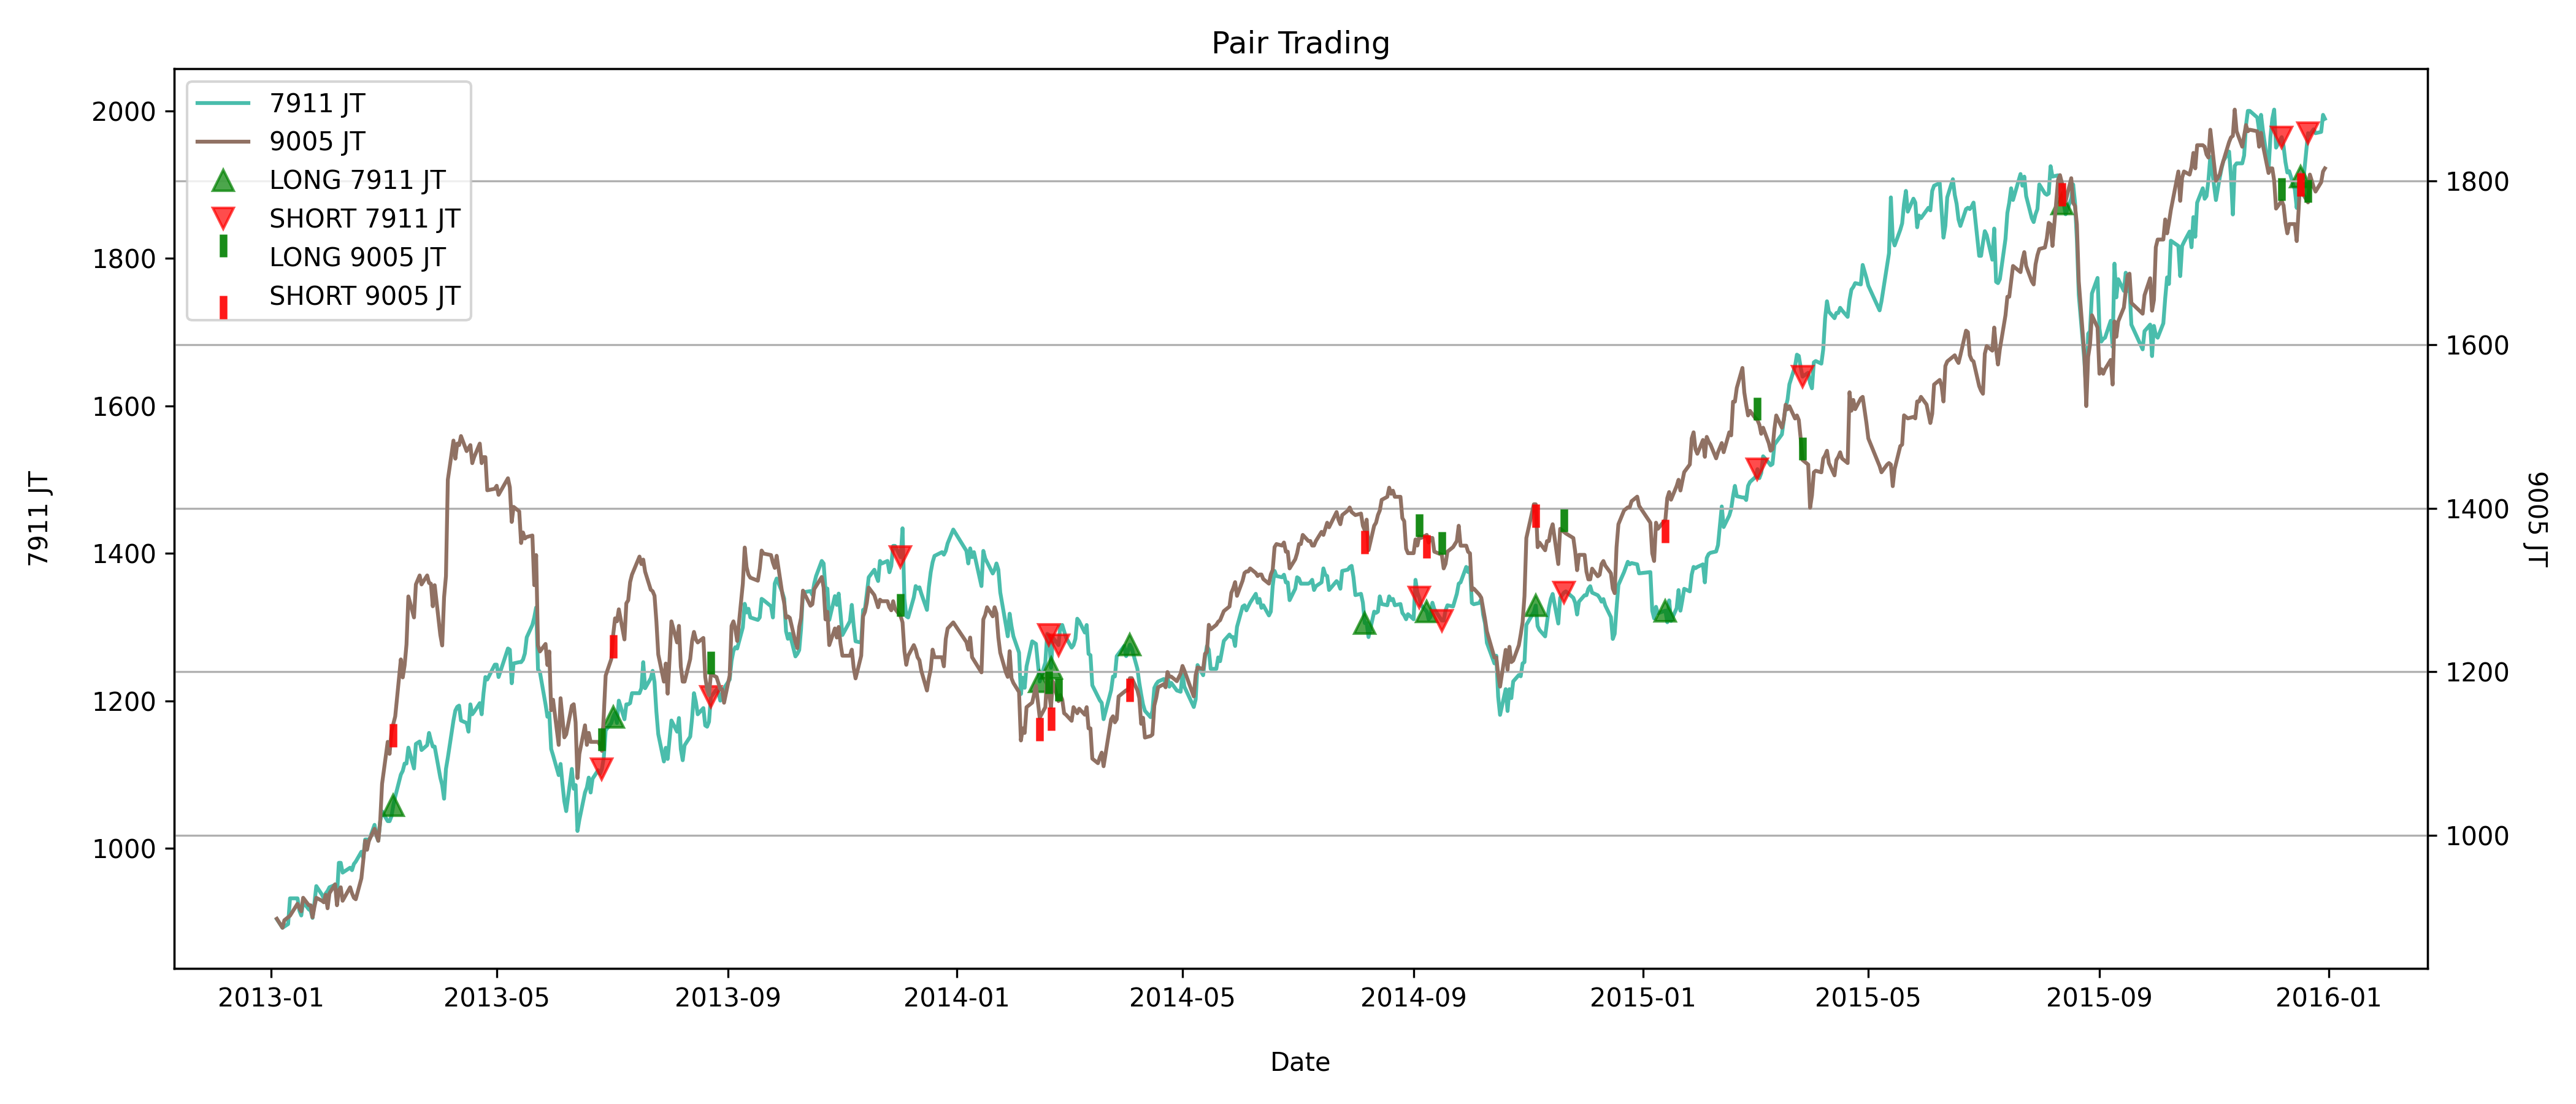 Pair Trading
7911 JT
9005 JT
LONG 7911 JT
SHORT 7911 JT
LONG 9005 JT
SHORT 9005 JT
2000
1800
1600
1400
1200
1000
7911 JT
1800
1600
1400
1200
1000
9005 JT
2013-01 2013-05 2013-09 2014-01 2014-05 2014-09 2015-01 2015-05 2015-09 2016-01
Date